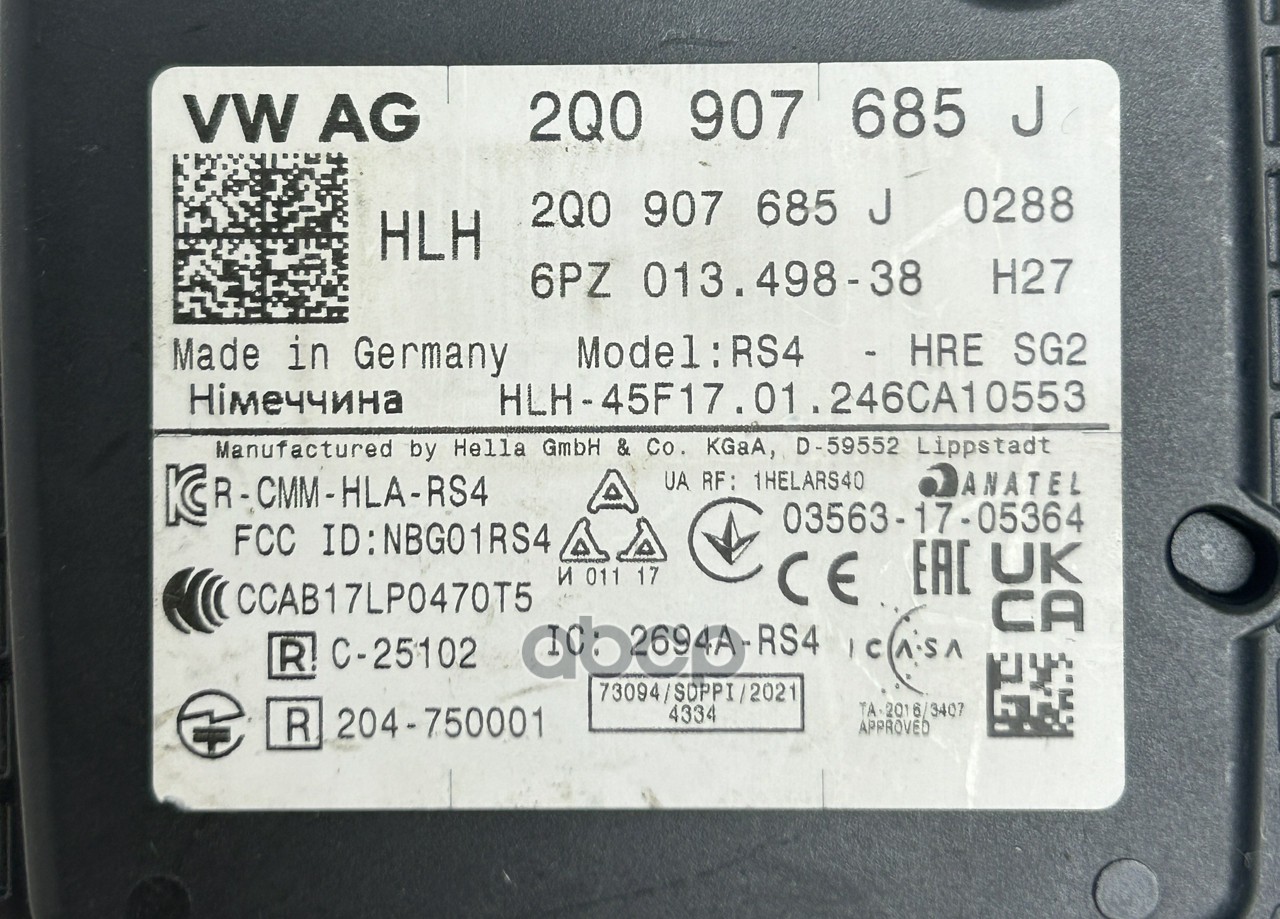 VW AG 2Q0 907 685 J
HLH 2Q0 907 685 J 0288
6PZ 013.498-38 H27
Made in Germany Model:RS4 - HRE SG2
Німеччина HLH-45F17.01.246CA10553
Manufactured by Hella GmbH & Co. KGaA, D-59552 Lippstadt
R-CMM-HLA-RS4 UA RF: 1HELARS40 ANATEL
03563-17-05364
FCC ID:NBG01RS4
И 011 17 CE EAC UK CA
CCAB17LP0470T5
R C-25102 IC: 2694A-RS4 ICASA
abcp
R 204-750001 73094/SDPPI/2021
4334
TA-2016/3407
APPROVED